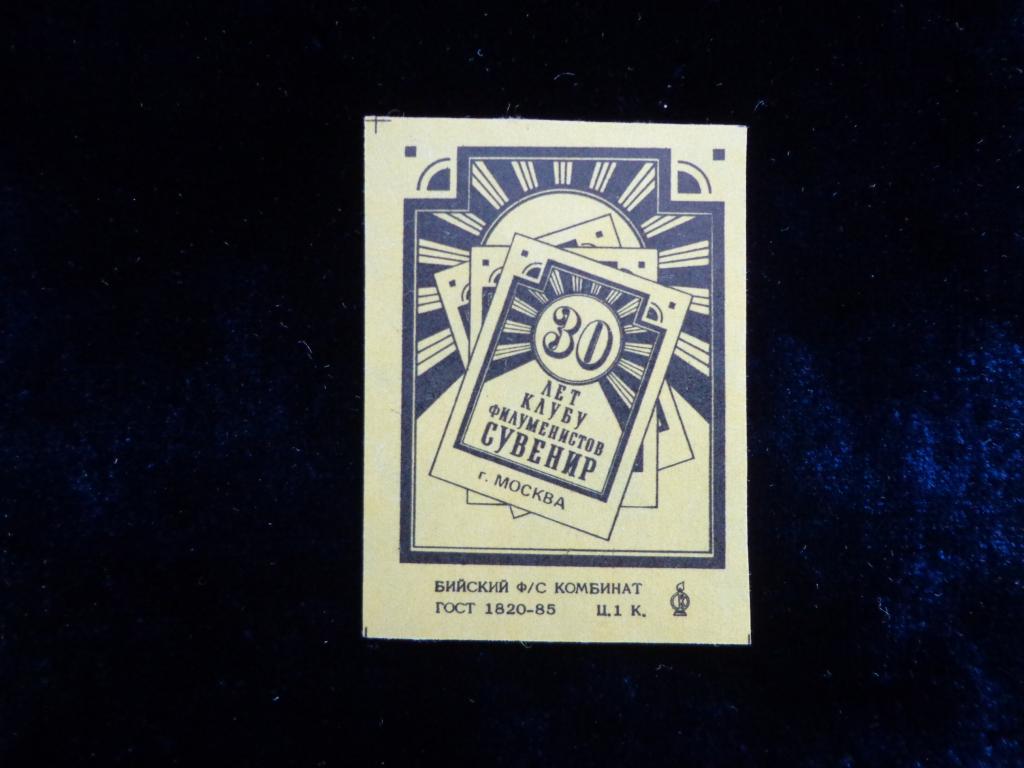 30
ЛЕТ
КЛУБУ
ФИЛУМЕНИСТОВ
СУВЕНИР
г. МОСКВА
БИЙСКИЙ Ф/С КОМБИНАТ
ГОСТ 1820-85 Ц.1 К.